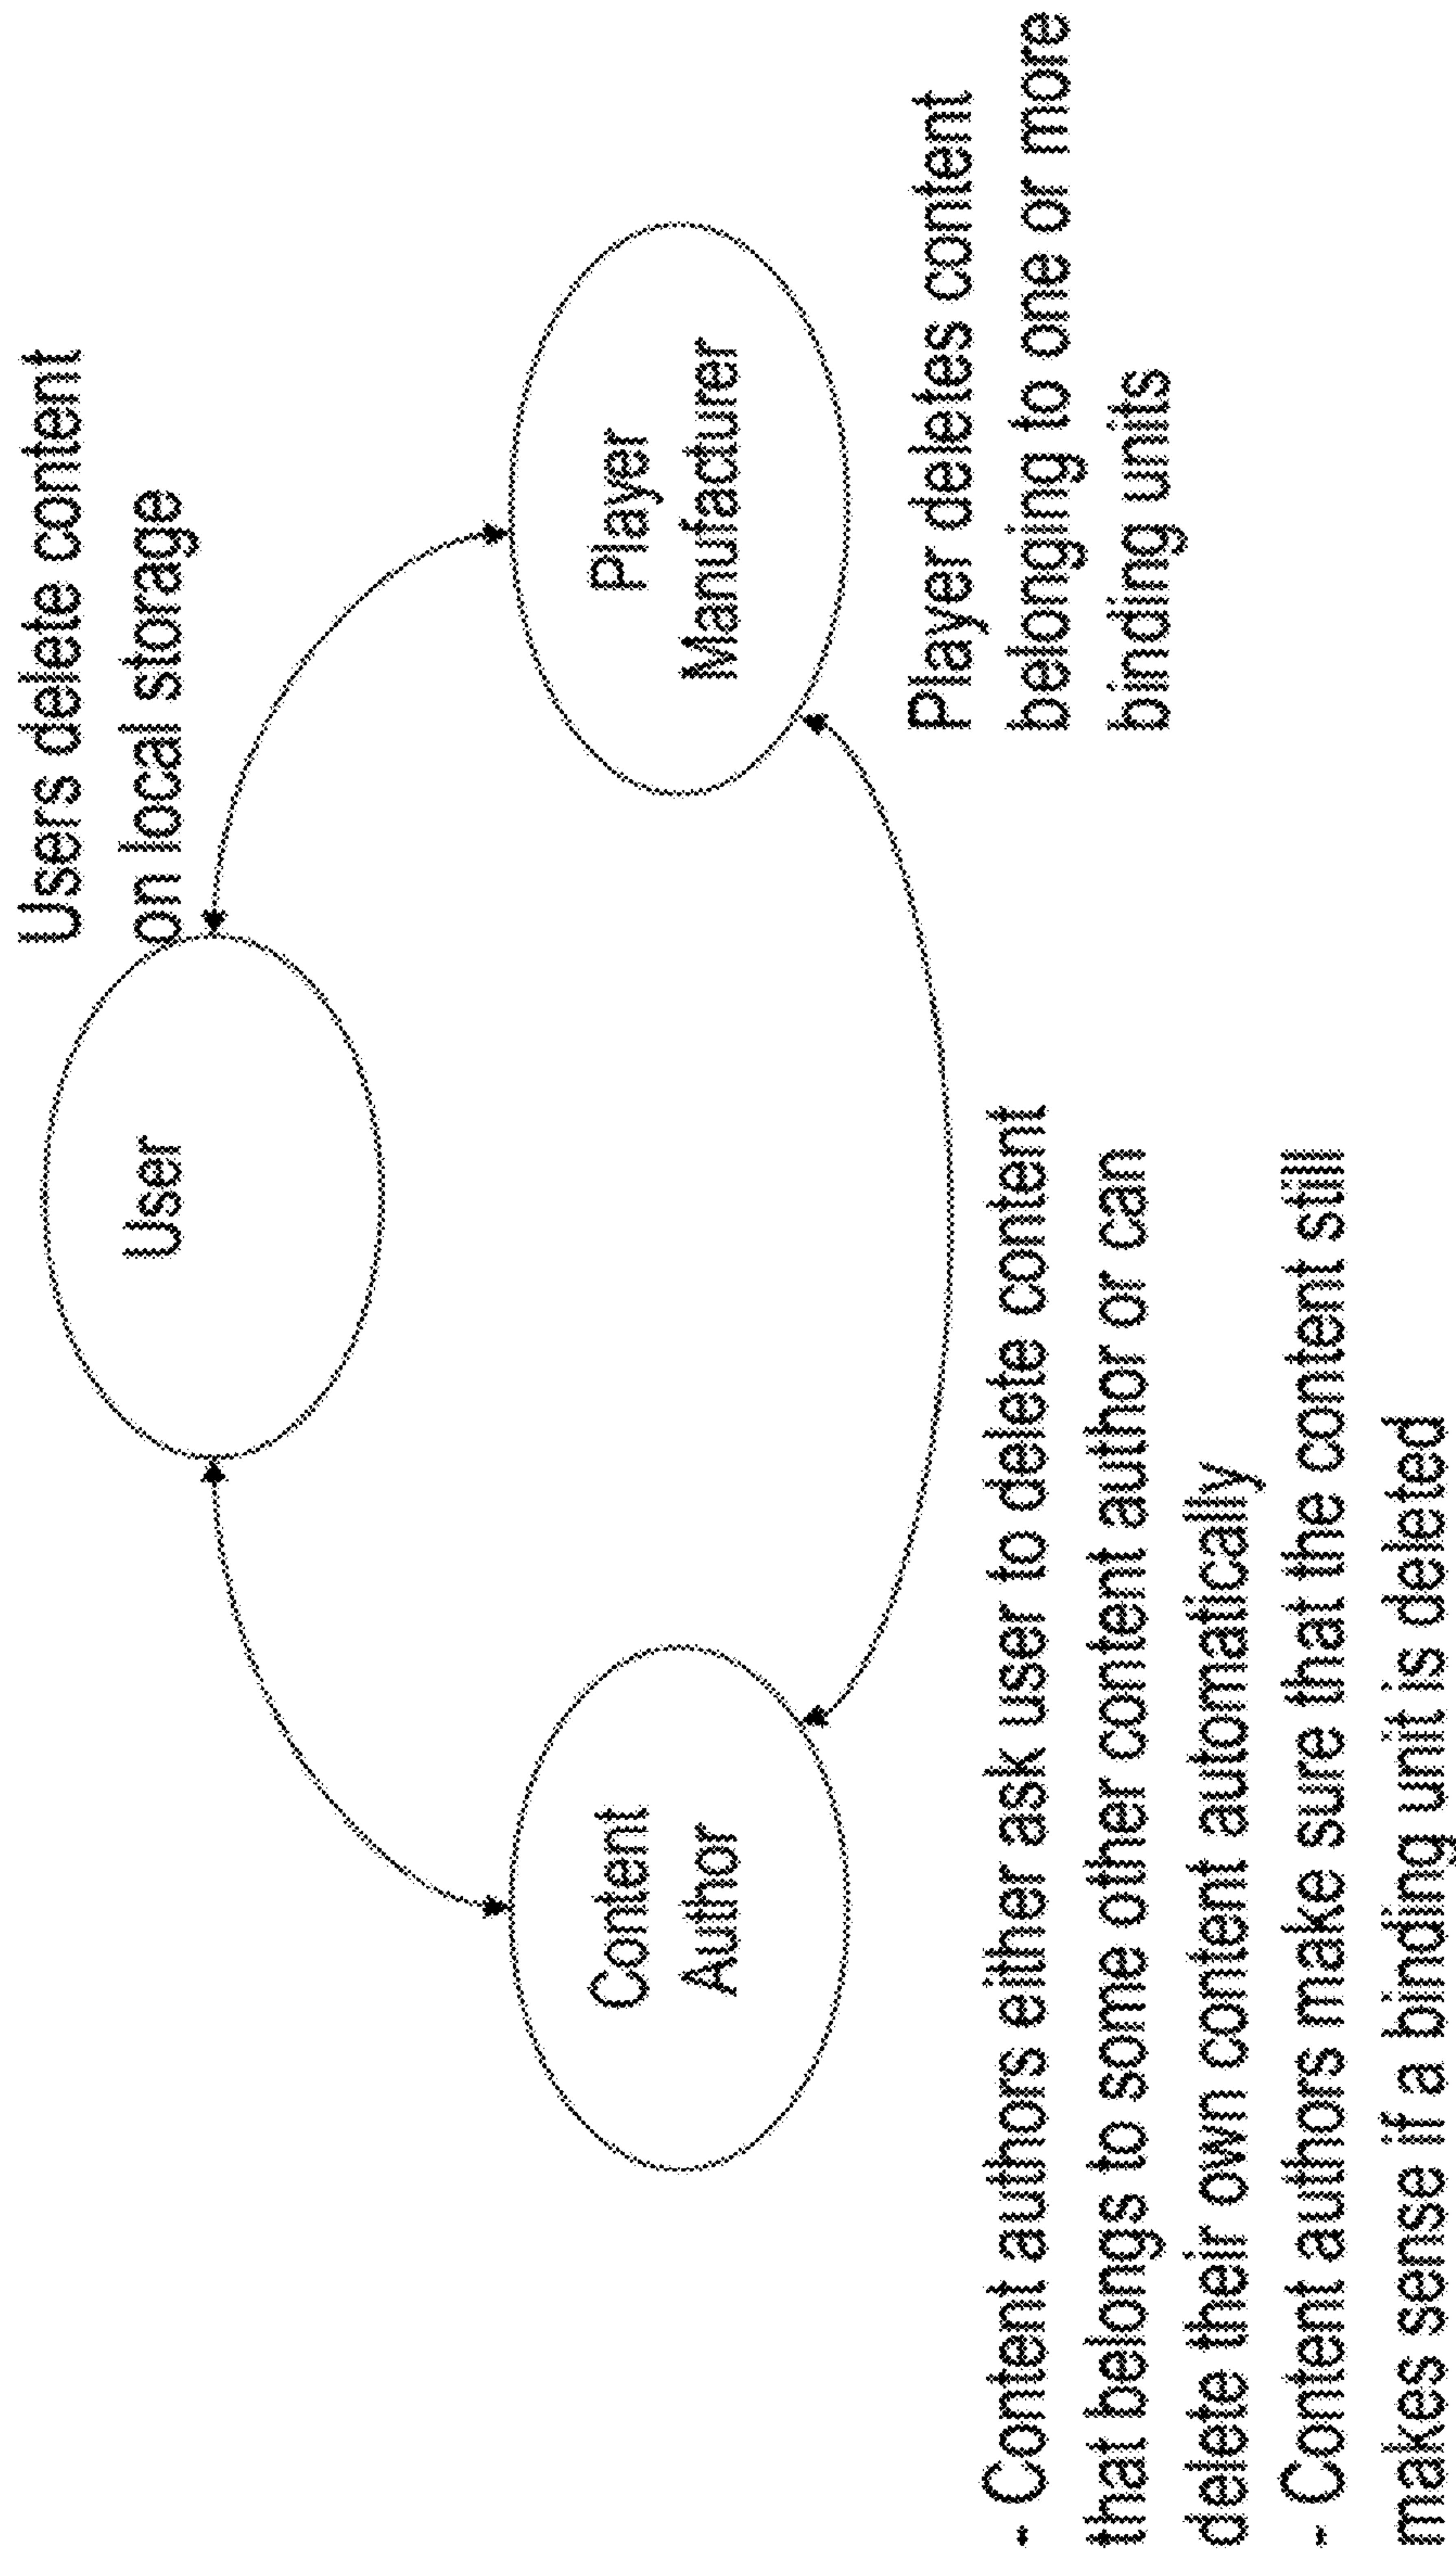 Users delete content
on local storage
User
Content
Author
Player
Manufacturer
Player deletes content
belonging to one or more
binding units
- Content authors either ask user to delete content
that belongs to some other content author or can
delete their own content automatically
- Content authors make sure that the content still
makes sense if a binding unit is deleted